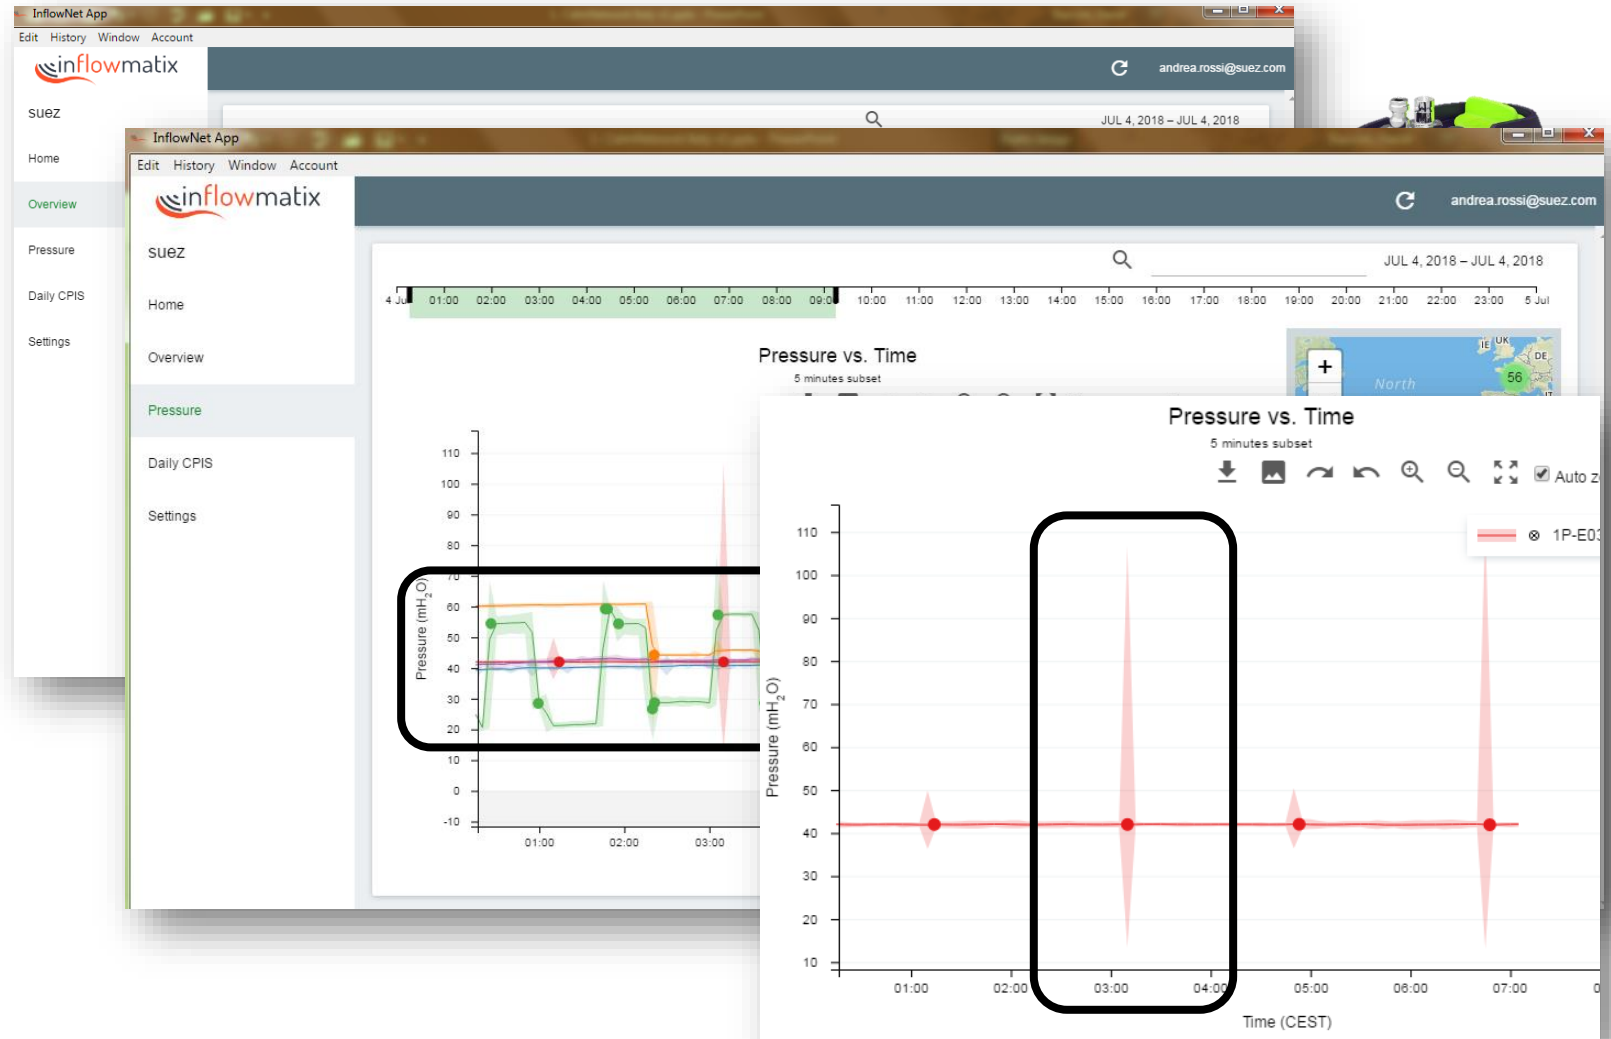 InflowNet App
Edit History Window Account
inflowmatix
andrea.rossi@suez.com
suez
JUL 4, 2018 – JUL 4, 2018
Home
Overview
Pressure
Daily CPIS
Settings
InflowNet App
Edit History Window Account
inflowmatix
andrea.rossi@suez.com
suez
JUL 4, 2018 – JUL 4, 2018
4 Ju 01:00 02:00 03:00 04:00 05:00 06:00 07:00 08:00 09:0 10:00 11:00 12:00 13:00 14:00 15:00 16:00 17:00 18:00 19:00 20:00 21:00 22:00 23:00 5 Jul
Home
Overview
Pressure
Daily CPIS
Settings
Pressure vs. Time
5 minutes subset
+
IE UK
DE
56
North
IT
110
100
90
80
70
60
50
40
30
20
10
0
-10
Pressure (mH₂O)
01:00 02:00 03:00
Pressure vs. Time
5 minutes subset
Auto z
1P-E03
110
100
90
80
70
60
50
40
30
20
10
Pressure (mH₂O)
01:00 02:00 03:00 04:00 05:00 06:00 07:00 0
Time (CEST)